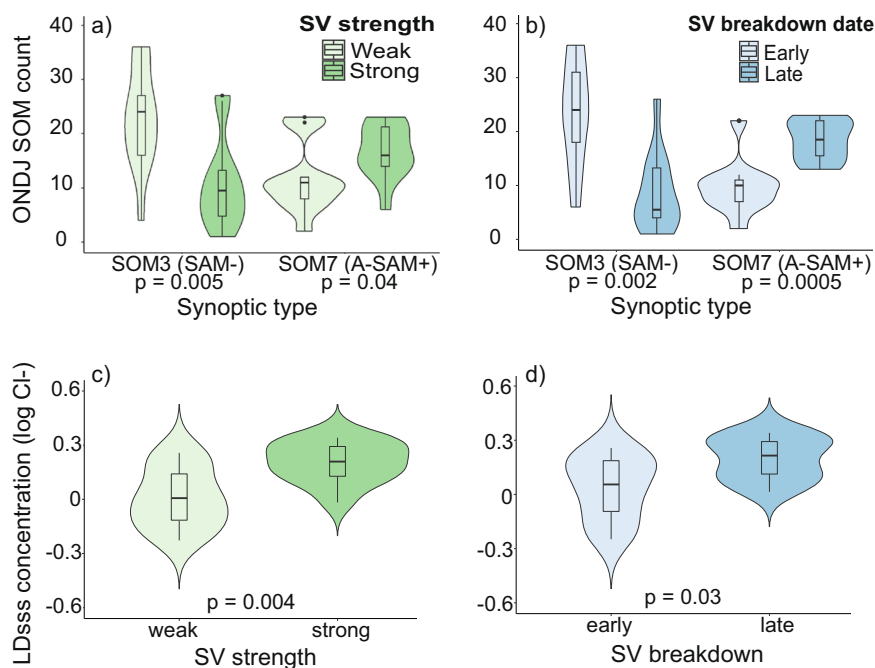 a)
SV strength
Weak
Strong
ONDJ SOM count
40
30
20
10
0
SOM3 (SAM-) SOM7 (A-SAM+)
p = 0.005 p = 0.04
Synoptic type
b)
SV breakdown date
Early
Late
40
30
20
10
0
SOM3 (SAM-) SOM7 (A-SAM+)
p = 0.002 p = 0.0005
Synoptic type
c)
LDsss concentration (log Cl-)
0.6
0.3
0
-0.3
-0.6
p = 0.004
weak strong
SV strength
d)
0.6
0.3
0
-0.3
-0.6
p = 0.03
early late
SV breakdown